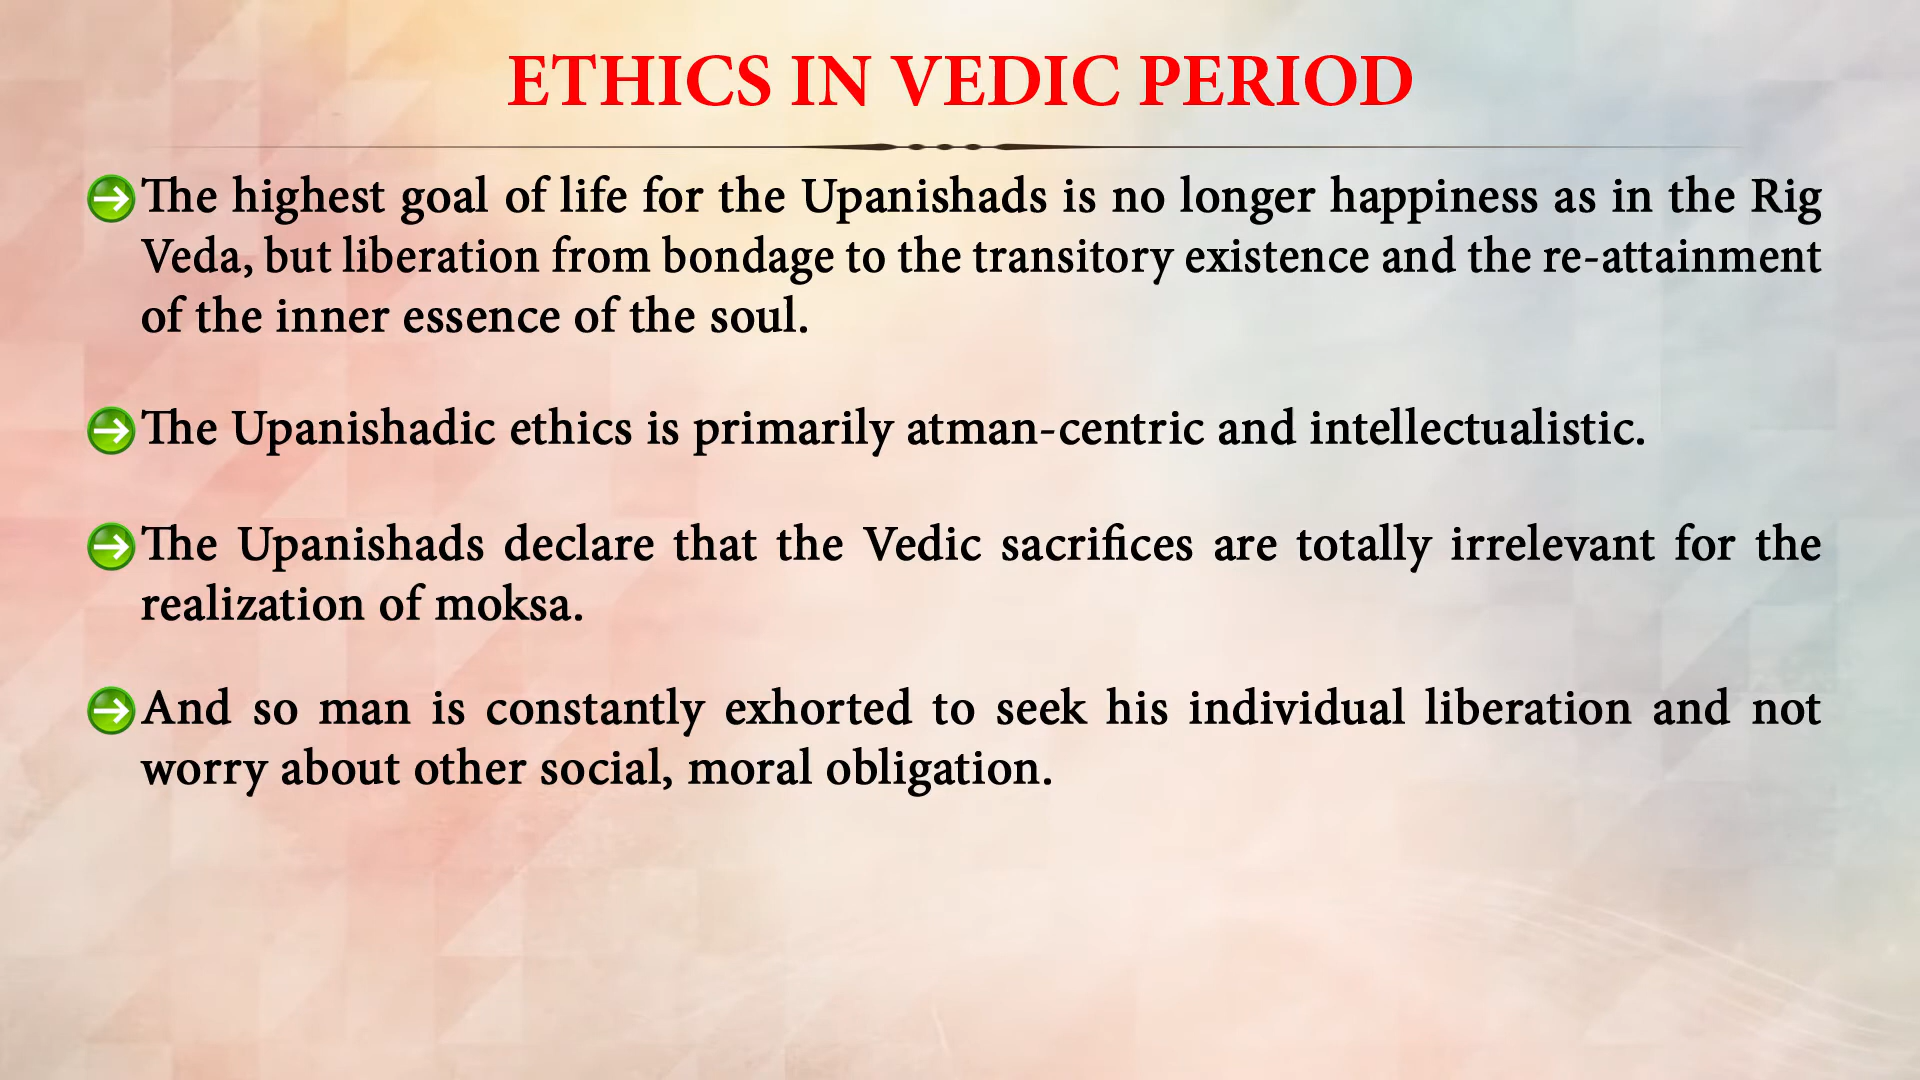 ETHICS IN VEDIC PERIOD
The highest goal of life for the Upanishads is no longer happiness as in the Rig
Veda, but liberation from bondage to the transitory existence and the re-attainment
of the inner essence of the soul.
The Upanishadic ethics is primarily atman-centric and intellectualistic.
The Upanishads declare that the Vedic sacrifices are totally irrelevant for the
realization of moksa.
And so man is constantly exhorted to seek his individual liberation and not
worry about other social, moral obligation.